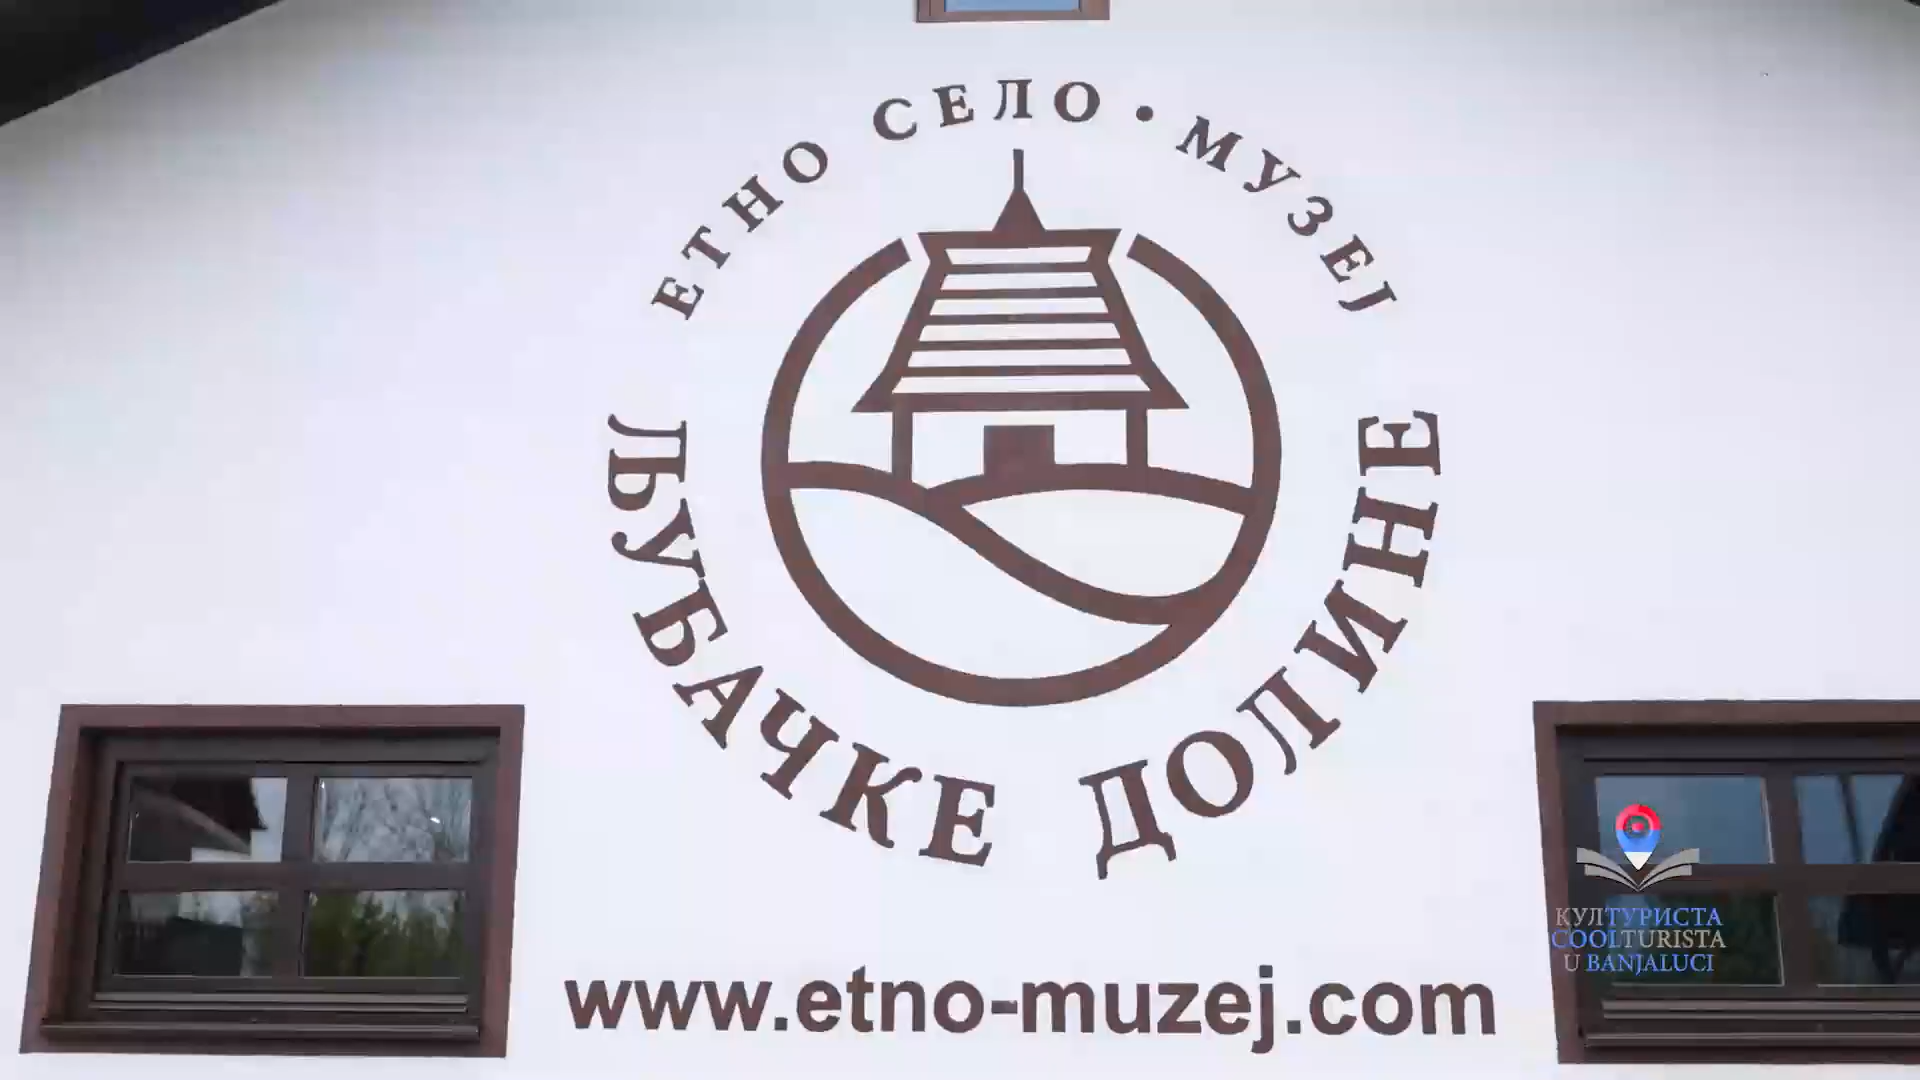 ЕТНО СЕЛО • МУЗЕЈ
ЉУБАЧКЕ ДОЛИНЕ
www.etno-muzej.com
КУЛТУРИСТА
COOLTURISTA
U BANJALUCI